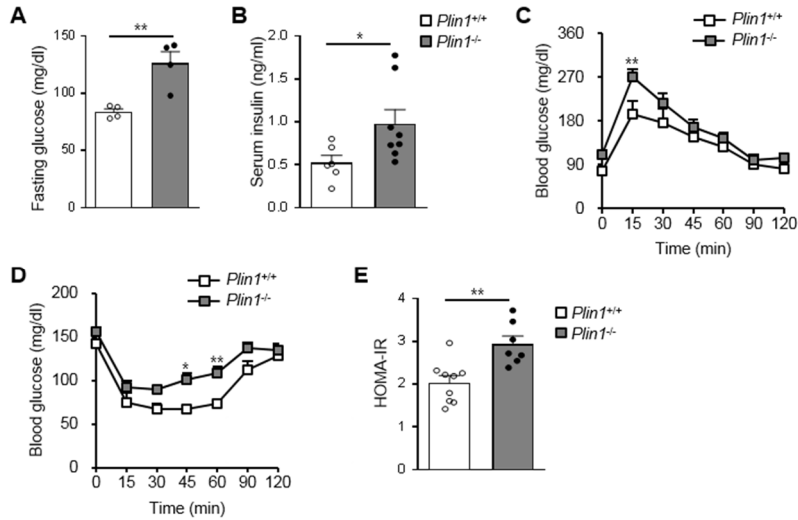 A
Fasting glucose (mg/dl)
150
100
50
0
**
B
Serum insulin (ng/ml)
2.0
1.5
1.0
0.5
0.0
*
Plin1+/+
Plin1-/-
C
Blood glucose (mg/dl)
360
270
180
90
0
**
Plin1+/+
Plin1-/-
0 15 30 45 60 90 120
Time (min)
D
Blood glucose (mg/dl)
200
150
100
50
0
* **
Plin1+/+
Plin1-/-
0 15 30 45 60 90 120
Time (min)
E
HOMA-IR
4
3
2
1
0
**
Plin1+/+
Plin1-/-